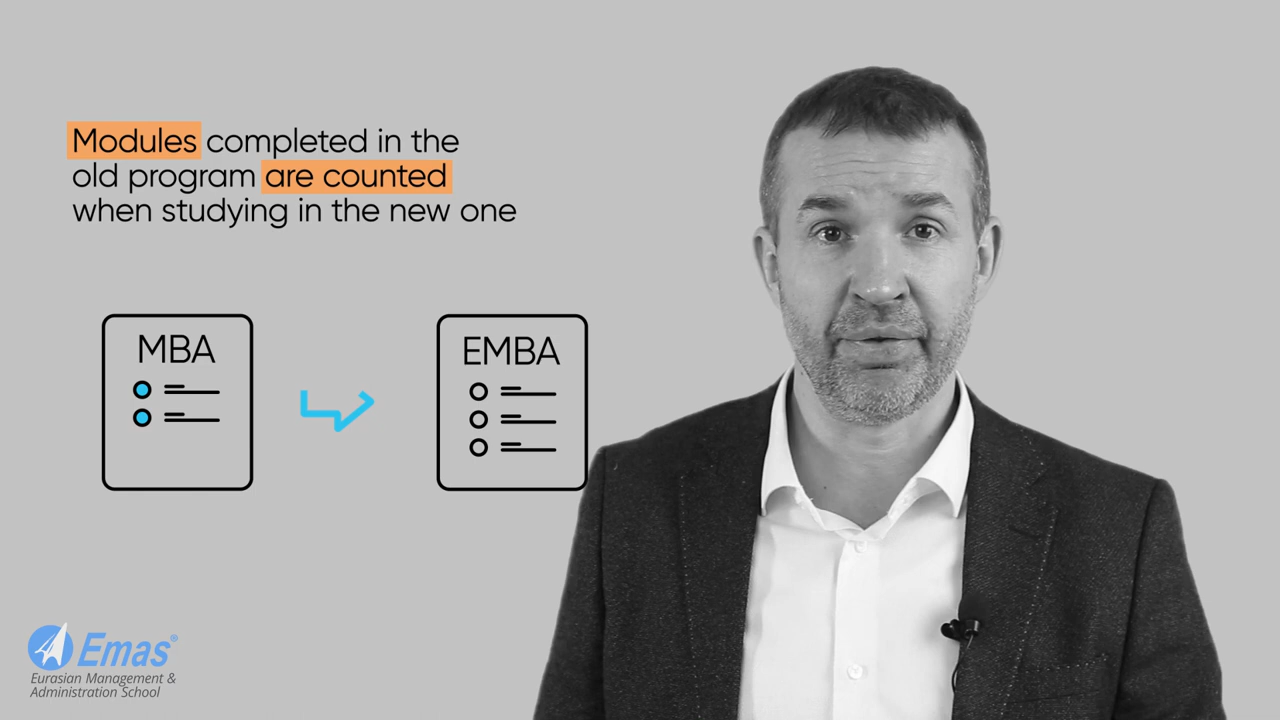 Modules completed in the
old program are counted
when studying in the new one
MBA
EMBA
Emas®
Eurasian Management &
Administration School